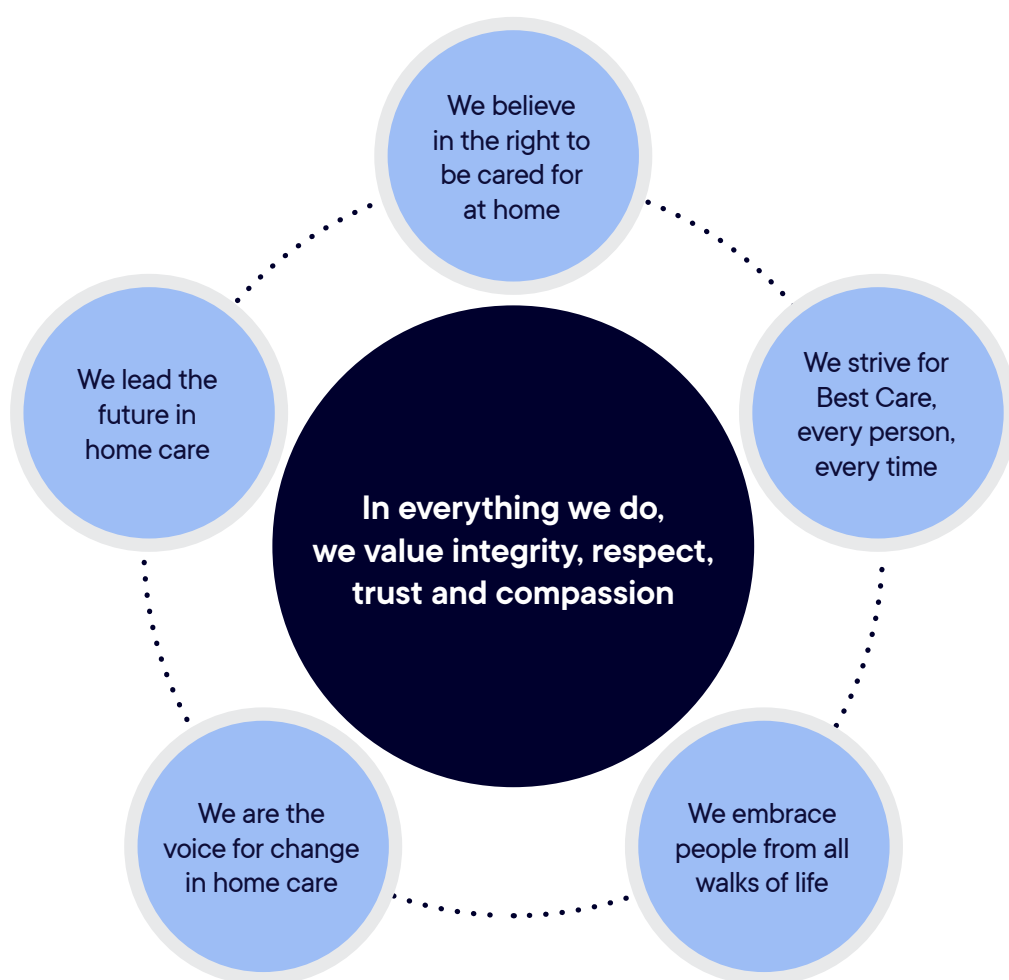 We believe
in the right to
be cared for
at home
We strive for
Best Care,
every person,
every time
We embrace
people from all
walks of life
We are the
voice for change
in home care
We lead the
future in
home care
In everything we do,
we value integrity, respect,
trust and compassion